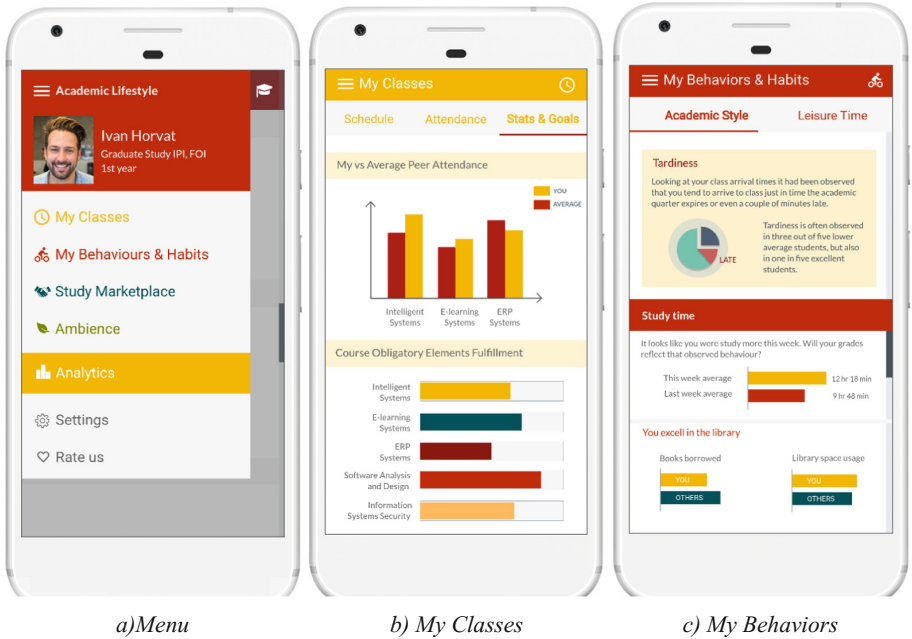 Academic Lifestyle
Ivan Horvat
Graduate Study IPI, FOI
1st year
My Classes
My Behaviours & Habits
Study Marketplace
Ambience
Analytics
Settings
Rate us
a)Menu
My Classes
Schedule
Attendance
Stats & Goals
My vs Average Peer Attendance
YOU
AVERAGE
Intelligent
Systems
E-learning
Systems
ERP
Systems
Course Obligatory Elements Fulfillment
Intelligent
Systems
E-learning
Systems
ERP
Systems
Software Analysis
and Design
Information
Systems Security
b) My Classes
My Behaviors & Habits
Academic Style
Leisure Time
Tardiness
Looking at your class arrival times it had been observed
that you tend to arrive to class just in time the academic
quarter expires or even a couple of minutes late.
LATE
Tardiness is often observed
in three out of five lower
average students, but also
in one in five excellent
students.
Study time
It looks like you were study more this week. Will your grades
reflect that observed behaviour?
This week average
12 hr 18 min
Last week average
9 hr 48 min
You excell in the library
Books borrowed
YOU
OTHERS
Library space usage
YOU
OTHERS
c) My Behaviors